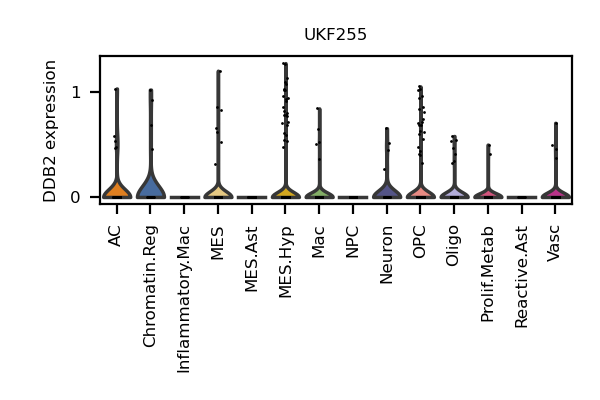 UKF255
DDB2 expression
1
0
AC
Chromatin.Reg
Inflammatory.Mac
MES
MES.Ast
MES.Hyp
Mac
NPC
Neuron
OPC
Oligo
Prolif.Metab
Reactive.Ast
Vasc